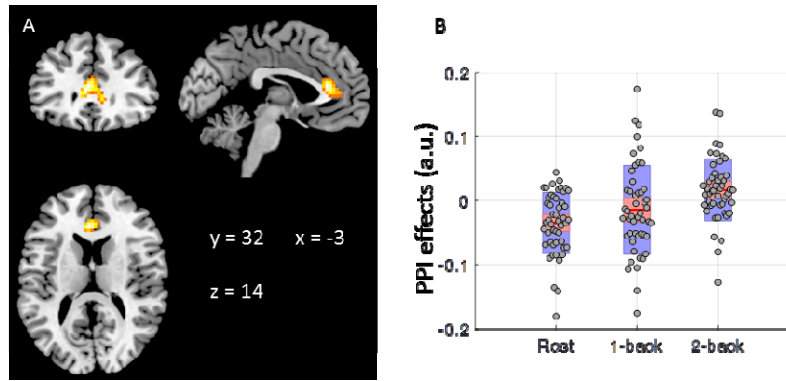 A
y = 32 x = -3
z = 14
B
0.2
0.1
0
-0.1
-0.2
PPI effects (a.u.)
Rest 1-back 2-back